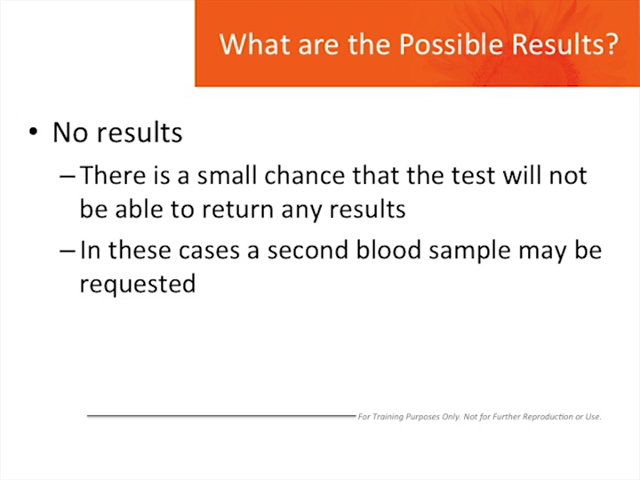 What are the Possible Results?
• No results
–There is a small chance that the test will not
be able to return any results
–In these cases a second blood sample may be
requested
For Training Purposes Only. Not for Further Reproduction or Use.